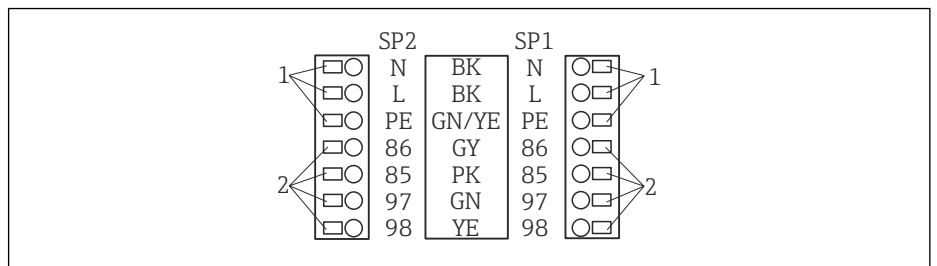 SP2 SP1
1 N BK N 1
L BK L
PE GN/YE PE
86 GY 86
2 85 PK 85 2
97 GN 97
98 YE 98